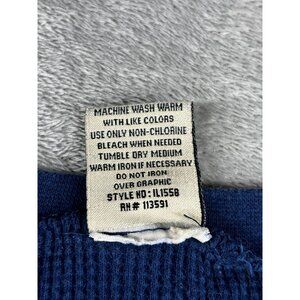 MACHINE WASH WARM
WITH LIKE COLORS
USE ONLY NON-CHLORINE
BLEACH WHEN NEEDED
TUMBLE DRY MEDIUM
WARM IRON IF NECESSARY
DO NOT IRON
OVER GRAPHIC
STYLE NO: IL1558
RN# 113591